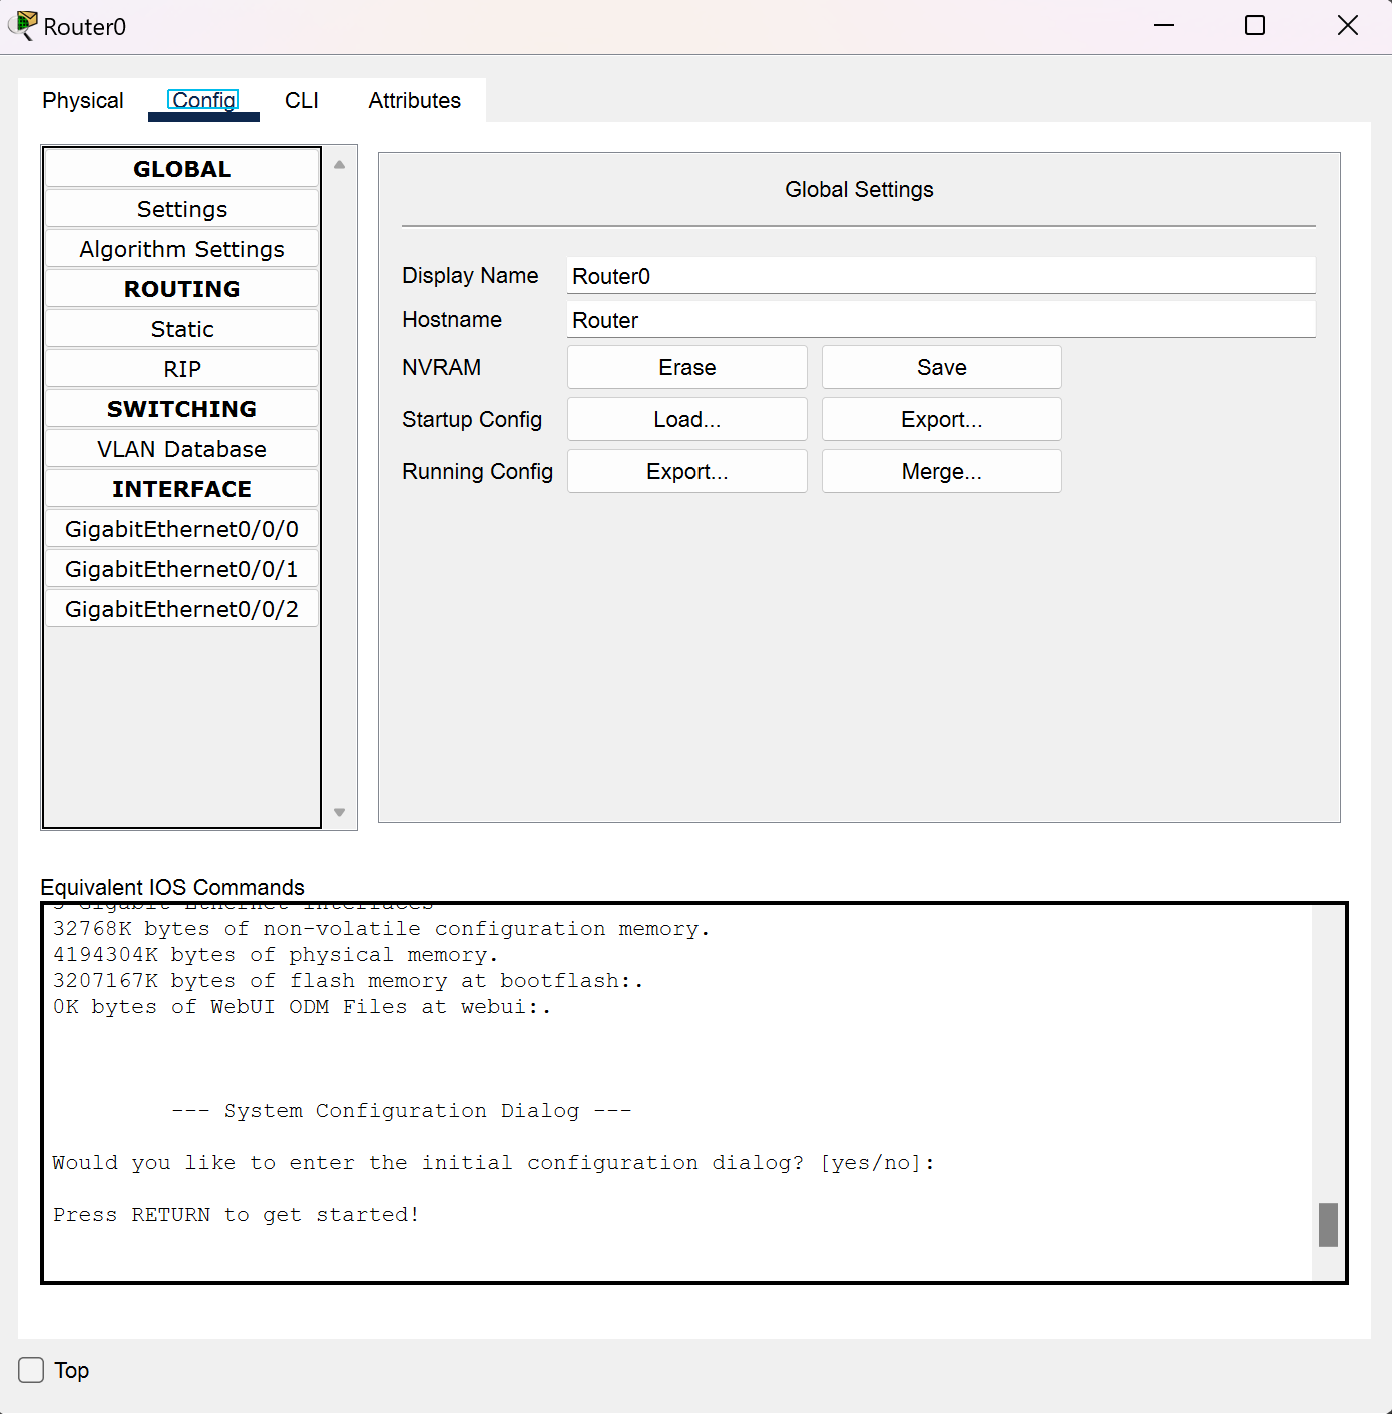 Router0
Physical Config CLI Attributes
GLOBAL
Settings
Algorithm Settings
ROUTING
Static
RIP
SWITCHING
VLAN Database
INTERFACE
GigabitEthernet0/0/0
GigabitEthernet0/0/1
GigabitEthernet0/0/2
Global Settings
Display Name Router0
Hostname Router
NVRAM Erase Save
Startup Config Load... Export...
Running Config Export... Merge...
Equivalent IOS Commands
3 Gigabit Ethernet interfaces
32768K bytes of non-volatile configuration memory.
4194304K bytes of physical memory.
3207167K bytes of flash memory at bootflash:.
0K bytes of WebUI ODM Files at webui:.
--- System Configuration Dialog ---
Would you like to enter the initial configuration dialog? [yes/no]:
Press RETURN to get started!
Top